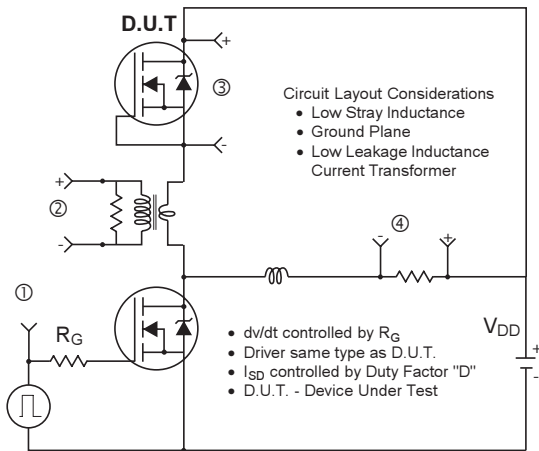 D.U.T
+
③
-
Circuit Layout Considerations
• Low Stray Inductance
• Ground Plane
• Low Leakage Inductance
Current Transformer
+
②
-
④
- +
①
RG
VDD
+
-
• dv/dt controlled by RG
• Driver same type as D.U.T.
• ISD controlled by Duty Factor "D"
• D.U.T. - Device Under Test